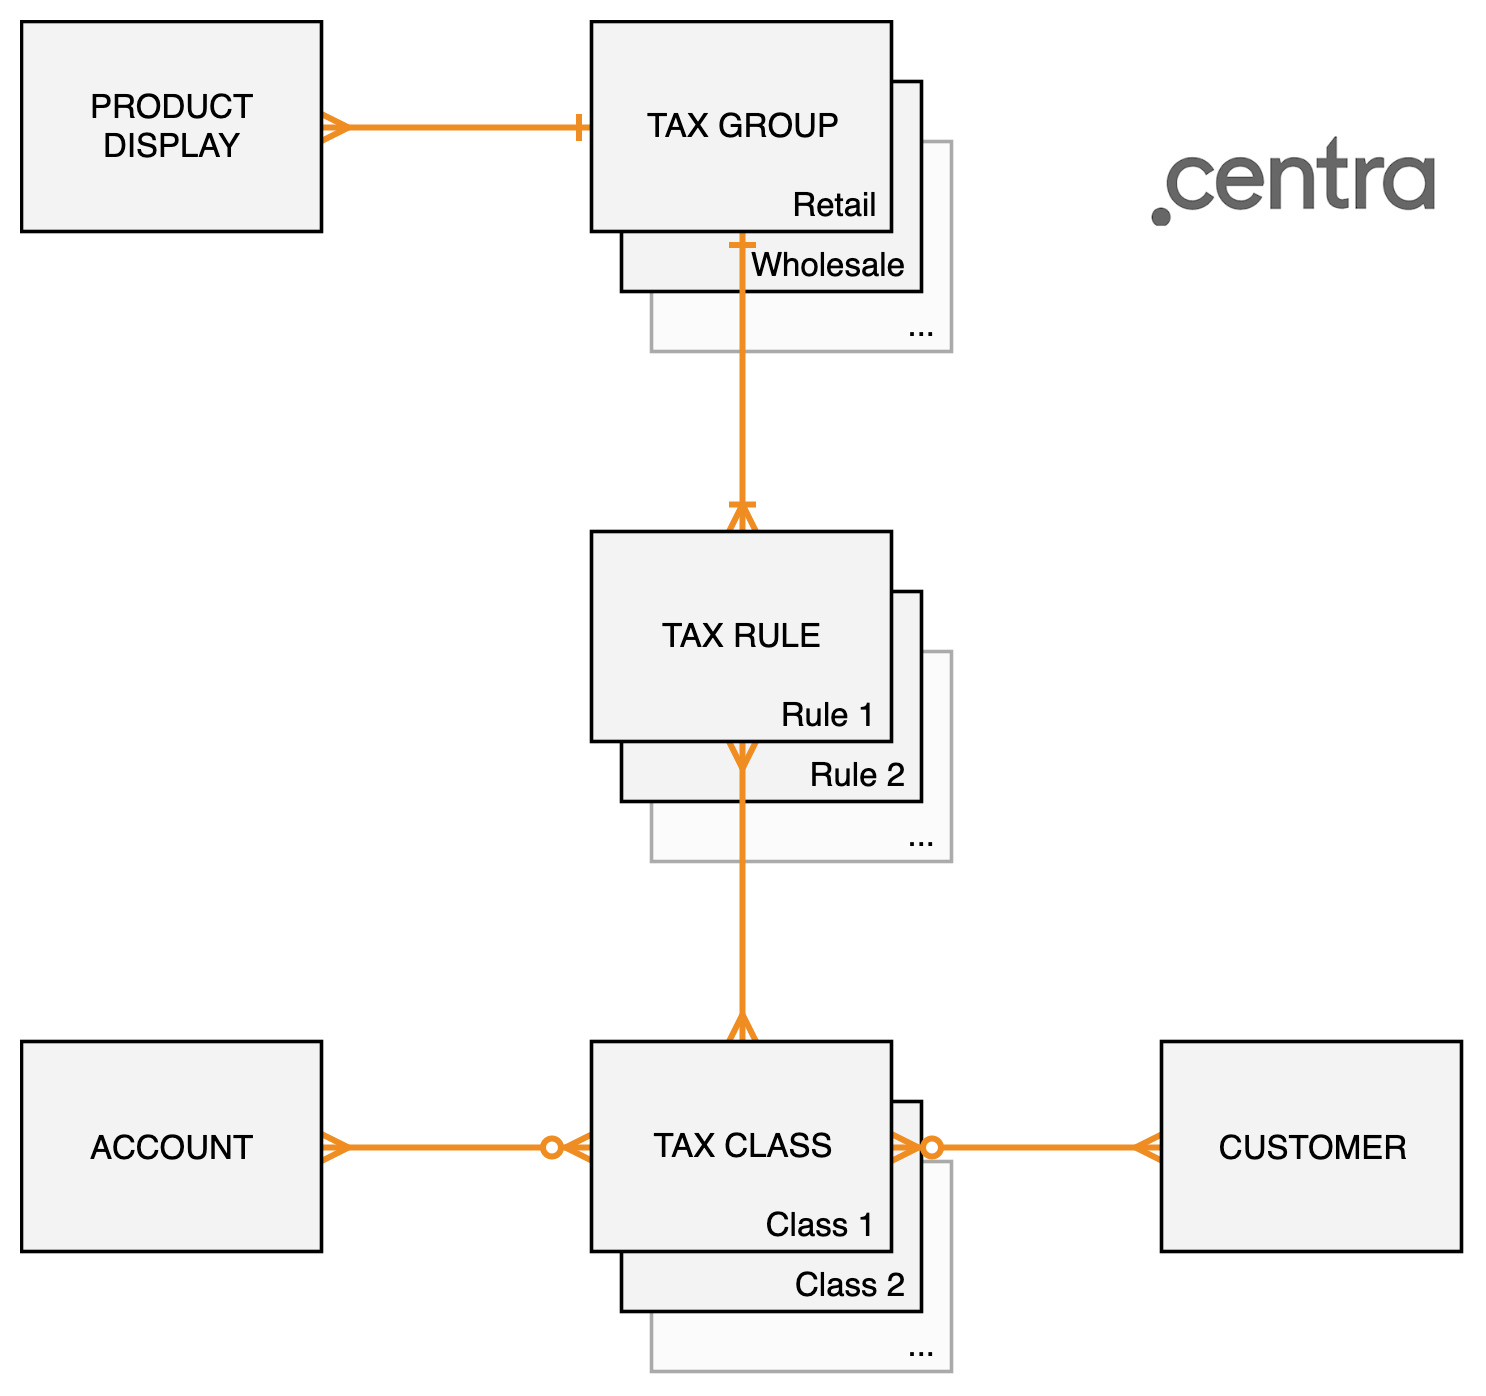 PRODUCT
DISPLAY
TAX GROUP
Retail
Wholesale
...
.centra
TAX RULE
Rule 1
Rule 2
...
ACCOUNT
TAX CLASS
Class 1
Class 2
...
CUSTOMER